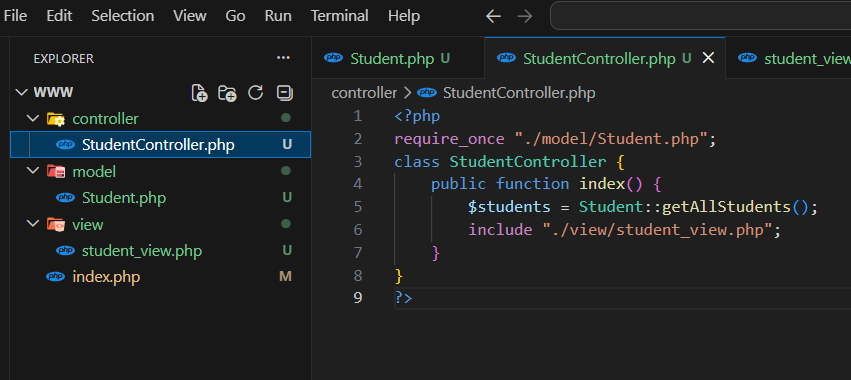 File Edit Selection View Go Run Terminal Help
EXPLORER ...
WWW
controller
StudentController.php U
model
Student.php U
view
student_view.php U
index.php M
Student.php U StudentController.php U student_view
controller > StudentController.php
1 <?php
2 require_once "./model/Student.php";
3 class StudentController {
4     public function index() {
5         $students = Student::getAllStudents();
6         include "./view/student_view.php";
7     }
8 }
9 ?>